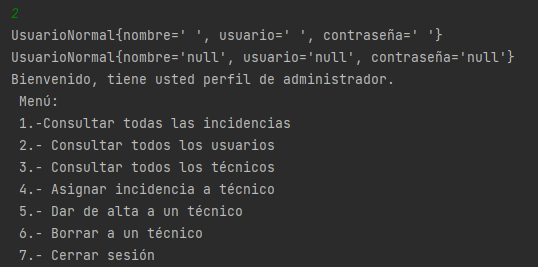 2
UsuarioNormal{nombre=' ', usuario=' ', contraseña=' '}
UsuarioNormal{nombre='null', usuario='null', contraseña='null'}
Bienvenido, tiene usted perfil de administrador.
Menú:
1.-Consultar todas las incidencias
2.- Consultar todos los usuarios
3.- Consultar todos los técnicos
4.- Asignar incidencia a técnico
5.- Dar de alta a un técnico
6.- Borrar a un técnico
7.- Cerrar sesión